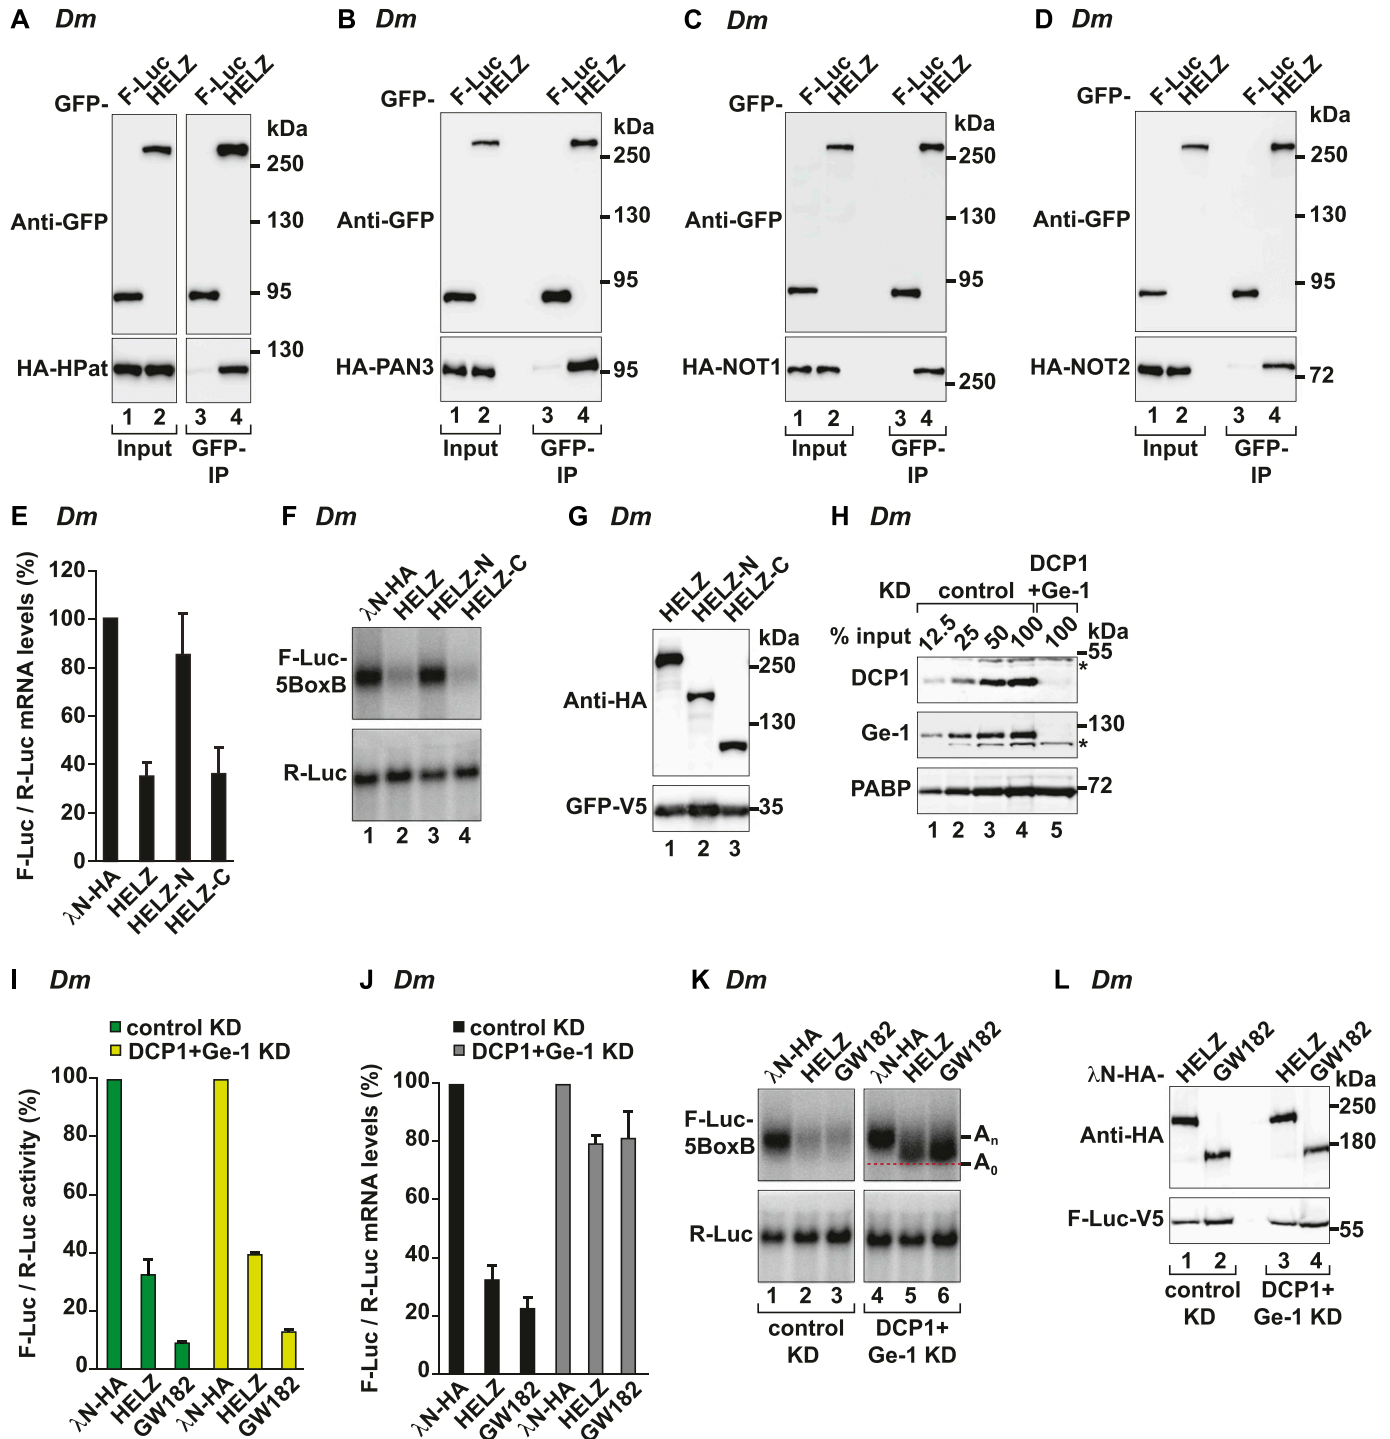 A Dm
GFP-
F-Luc
HELZ
F-Luc
HELZ
kDa
250
130
95
130
Anti-GFP
HA-HPat
1 2 3 4
Input
GFP-
IP
B Dm
GFP-
F-Luc
HELZ
F-Luc
HELZ
kDa
250
130
95
95
Anti-GFP
HA-PAN3
1 2 3 4
Input
GFP-
IP
C Dm
GFP-
F-Luc
HELZ
F-Luc
HELZ
kDa
250
130
95
250
Anti-GFP
HA-NOT1
1 2 3 4
Input
GFP-
IP
D Dm
GFP-
F-Luc
HELZ
F-Luc
HELZ
kDa
250
130
95
72
Anti-GFP
HA-NOT2
1 2 3 4
Input
GFP-
IP
E Dm
F-Luc / R-Luc mRNA levels (%)
120
100
80
60
40
20
0
λN-HA
HELZ
HELZ-N
HELZ-C
F Dm
λN-HA
HELZ
HELZ-N
HELZ-C
F-Luc-
5BoxB
R-Luc
1 2 3 4
G Dm
HELZ
HELZ-N
HELZ-C
kDa
250
130
35
Anti-HA
GFP-V5
1 2 3
H Dm
KD control
DCP1
+Ge-1
% input 12.5 25 50 100 100
kDa
55
*
DCP1
130
Ge-1
*
PABP
72
1 2 3 4 5
I Dm
control KD
DCP1+Ge-1 KD
F-Luc / R-Luc activity (%)
100
80
60
40
20
0
λN-HA
HELZ
GW182
λN-HA
HELZ
GW182
J Dm
control KD
DCP1+Ge-1 KD
F-Luc / R-Luc mRNA levels (%)
100
80
60
40
20
0
λN-HA
HELZ
GW182
λN-HA
HELZ
GW182
K Dm
λN-HA
HELZ
GW182
λN-HA
HELZ
GW182
F-Luc-
5BoxB
An
A0
R-Luc
1 2 3 4 5 6
control
KD
DCP1+
Ge-1 KD
L Dm
λN-HA-
HELZ
GW182
HELZ
GW182
kDa
250
180
55
Anti-HA
F-Luc-V5
1 2 3 4
control
KD
DCP1+
Ge-1 KD